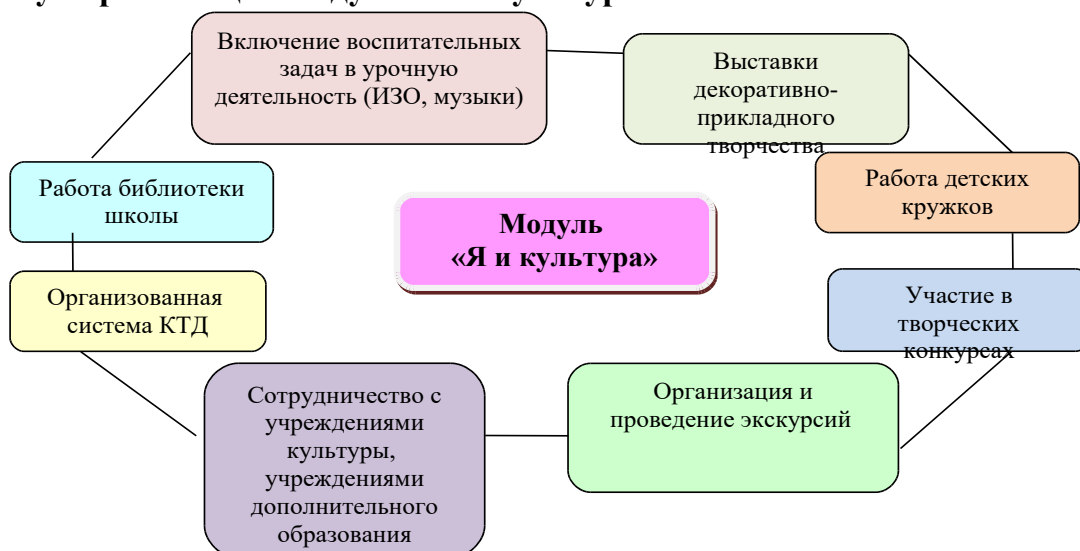 Включение воспитательных
задач в урочную
деятельность (ИЗО, музыки)
Выставки
декоративно-
прикладного
творчества
Работа библиотеки
школы
Работа детских
кружков
Модуль
«Я и культура»
Организованная
система КТД
Участие в
творческих
конкурсах
Сотрудничество с
учреждениями
культуры,
учреждениями
дополнительного
образования
Организация и
проведение экскурсий